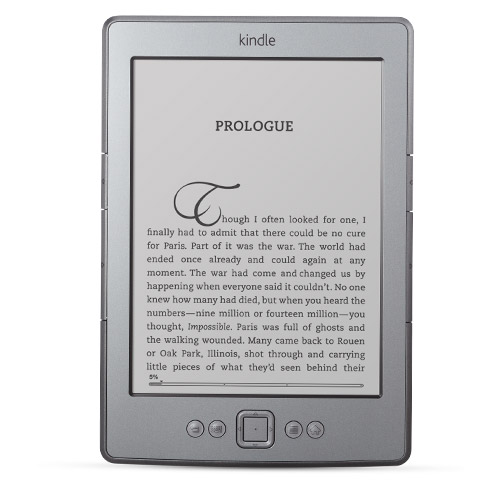 kindle
PROLOGUE
Though I often looked for one, I
finally had to admit that there could be no cure
for Paris. Part of it was the war. The world had
ended once already and could again at any
moment. The war had come and changed us by
happening when everyone said it couldn't. No one
knew how many had died, but when you heard the
numbers—nine million or fourteen million—you
thought, Impossible. Paris was full of ghosts and
the walking wounded. Many came back to Rouen
or Oak Park, Illinois, shot through and carrying
little pieces of what they'd seen behind their
5%